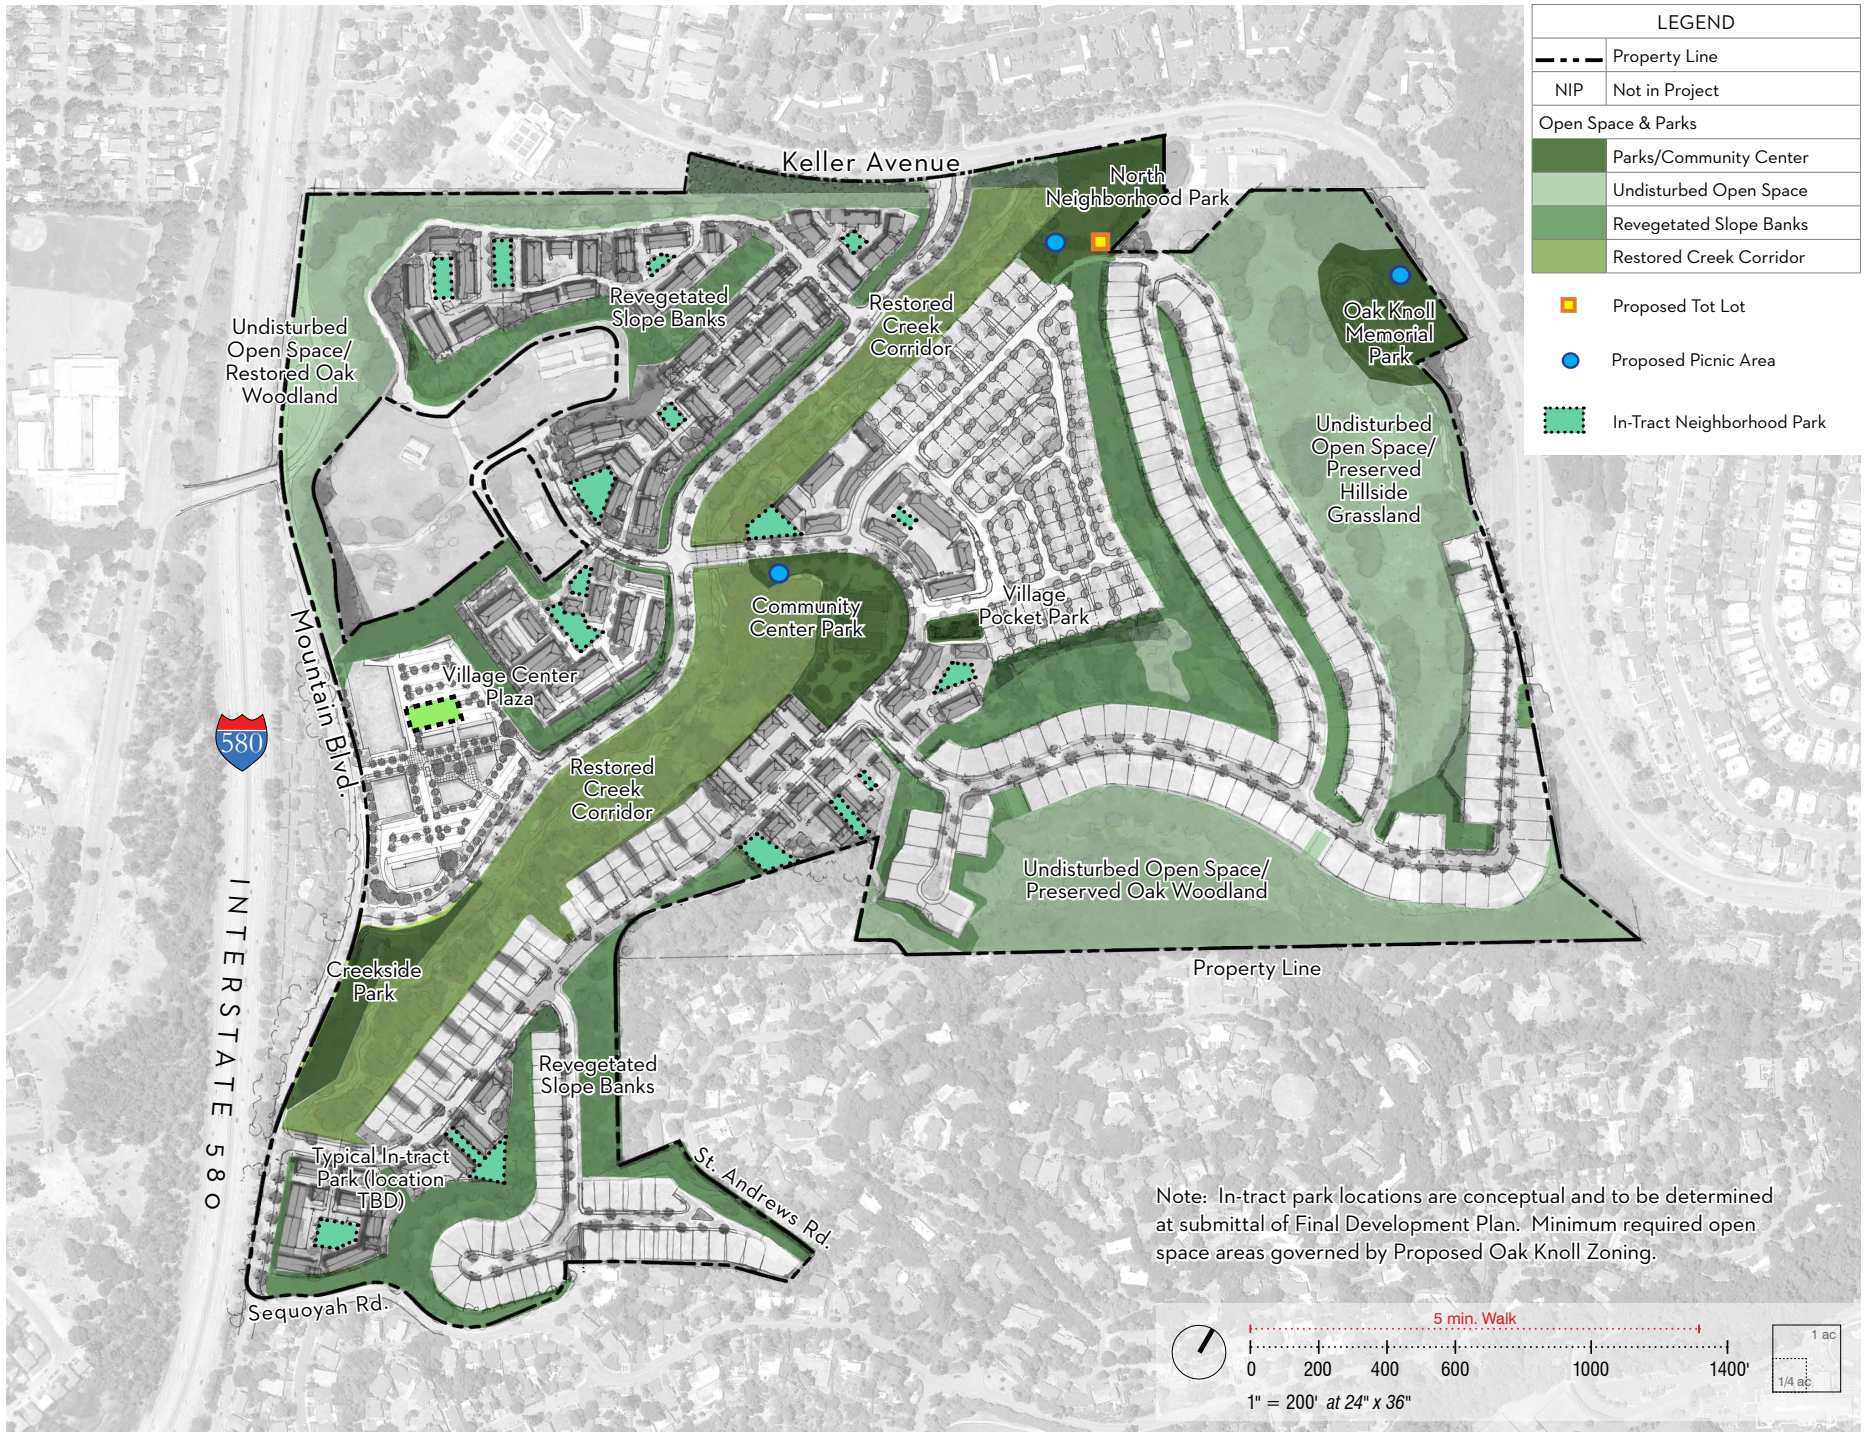 LEGEND
Property Line
NIP Not in Project
Open Space & Parks
Parks/Community Center
Undisturbed Open Space
Revegetated Slope Banks
Restored Creek Corridor
Proposed Tot Lot
Proposed Picnic Area
In-Tract Neighborhood Park
Keller Avenue
North
Neighborhood Park
Revegetated
Slope Banks
Restored
Creek
Corridor
Oak Knoll
Memorial
Park
Undisturbed
Open Space/
Restored Oak
Woodland
Undisturbed
Open Space/
Preserved
Hillside
Grassland
Community
Center Park
Village
Pocket Park
Mountain Blvd.
Village Center
Plaza
580
Restored
Creek
Corridor
Undisturbed Open Space/
Preserved Oak Woodland
INTERSTATE 580
Creekside
Park
Property Line
Revegetated
Slope Banks
Typical In-tract
Park (location
TBD)
St. Andrews Rd.
Sequoyah Rd.
Note: In-tract park locations are conceptual and to be determined
at submittal of Final Development Plan. Minimum required open
space areas governed by Proposed Oak Knoll Zoning.
5 min. Walk
0 200 400 600 1000 1400'
1" = 200' at 24" x 36"
1 ac
1/4 ac